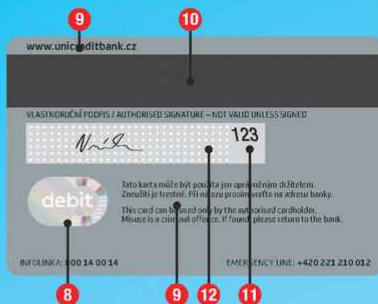 9
10
www.unicreditbank.cz
VLASTNORUČNÍ PODPIS / AUTHORISED SIGNATURE – NOT VALID UNLESS SIGNED
123
debit
Tato karta může být použita jen oprávněným držitelem.
Zneužití je trestné. Při nálezu prosím vraťte na adresu banky.
This card can be used only by the authorised cardholder.
Misuse is a criminal offence. If found, please return to the bank.
INFOLINKA: 800 14 00 14
EMERGENCY LINE: +420 221 210 012
8
9
12
11